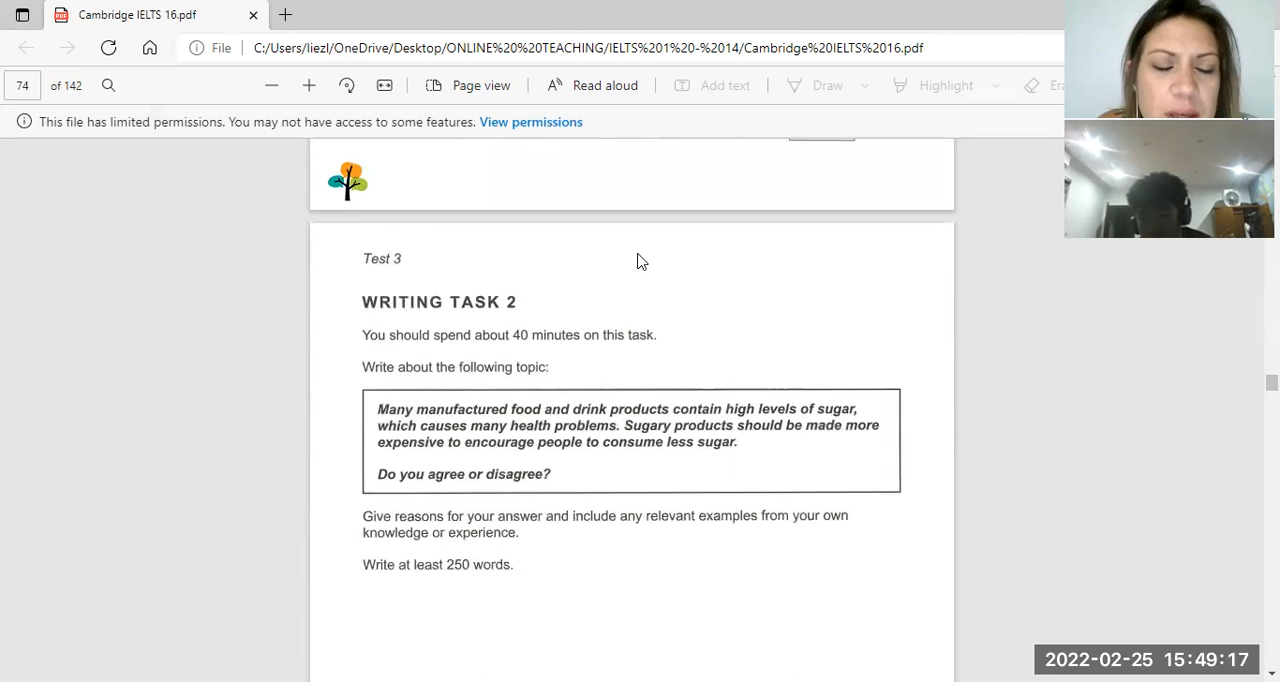 Cambridge IELTS 16.pdf
File
C:/Users/liezl/OneDrive/Desktop/ONLINE%20%20TEACHING/IELTS%201%20-%2014/Cambridge%20IELTS%2016.pdf
74 of 142
Page view
Read aloud
Add text
Draw
Highlight
This file has limited permissions. You may not have access to some features. View permissions
Test 3
WRITING TASK 2
You should spend about 40 minutes on this task.
Write about the following topic:
Many manufactured food and drink products contain high levels of sugar,
which causes many health problems. Sugary products should be made more
expensive to encourage people to consume less sugar.
Do you agree or disagree?
Give reasons for your answer and include any relevant examples from your own
knowledge or experience.
Write at least 250 words.
2022-02-25 15:49:17